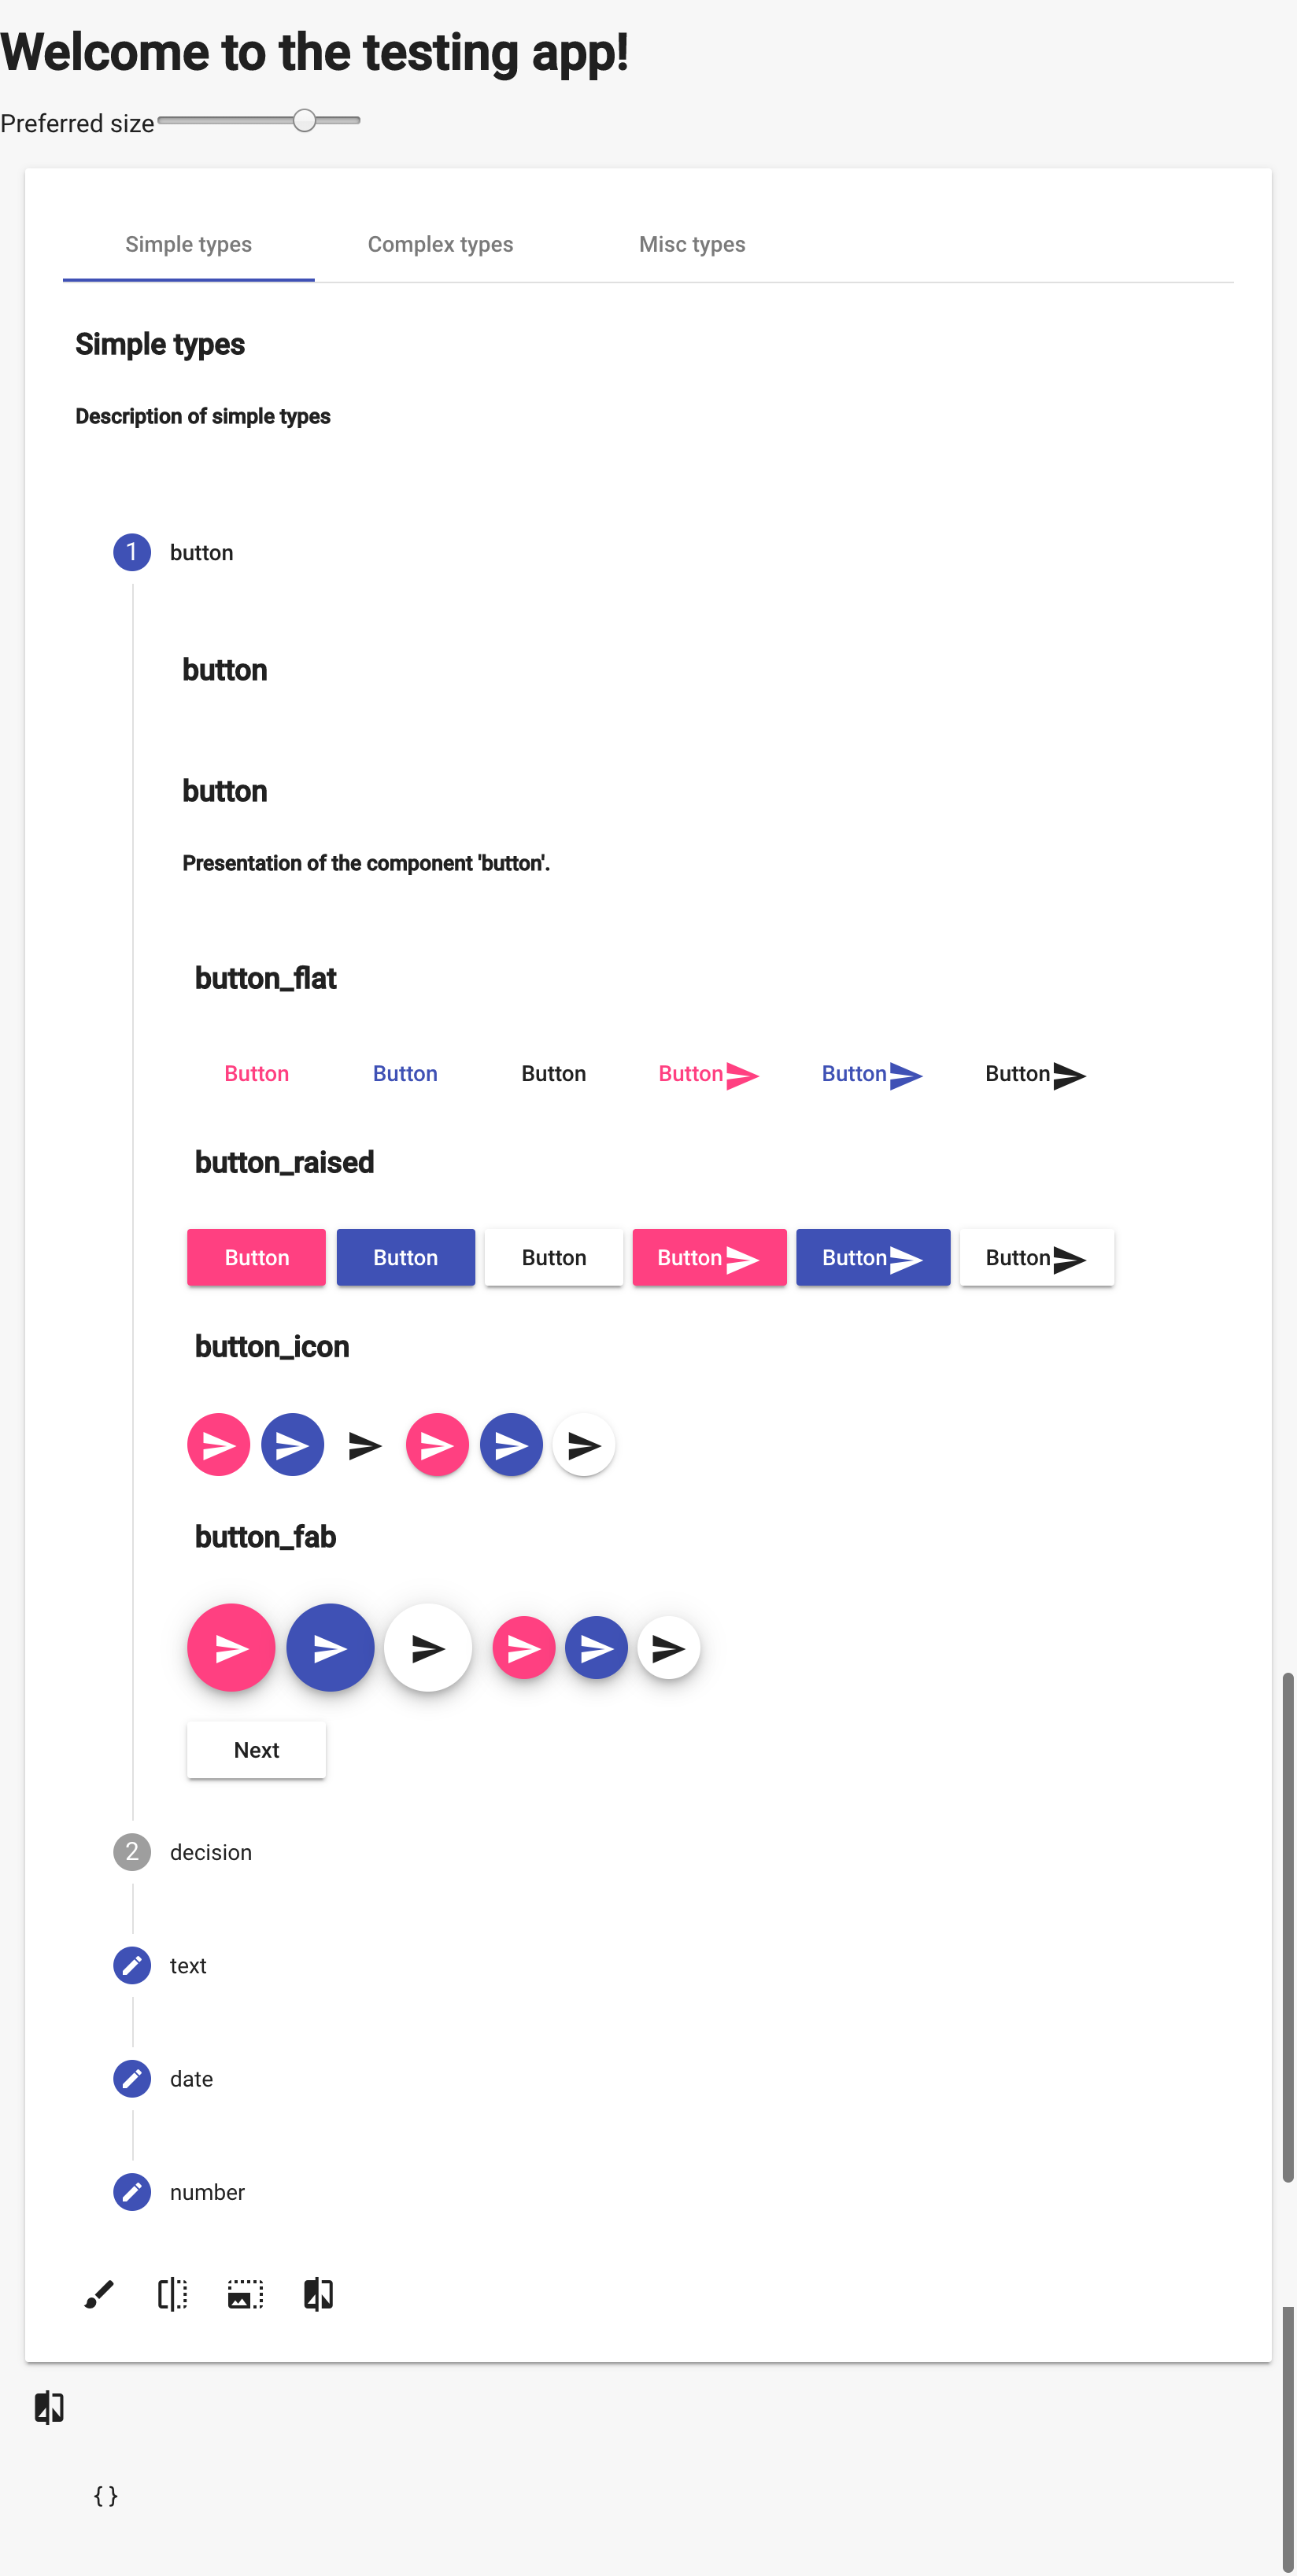 Welcome to the testing app!
Preferred size
Simple types Complex types Misc types
Simple types
Description of simple types
1 button
button
button
Presentation of the component 'button'.
button_flat
Button Button Button Button Button Button
button_raised
Button Button Button Button Button Button
button_icon
button_fab
Next
2 decision
text
date
number
{ }